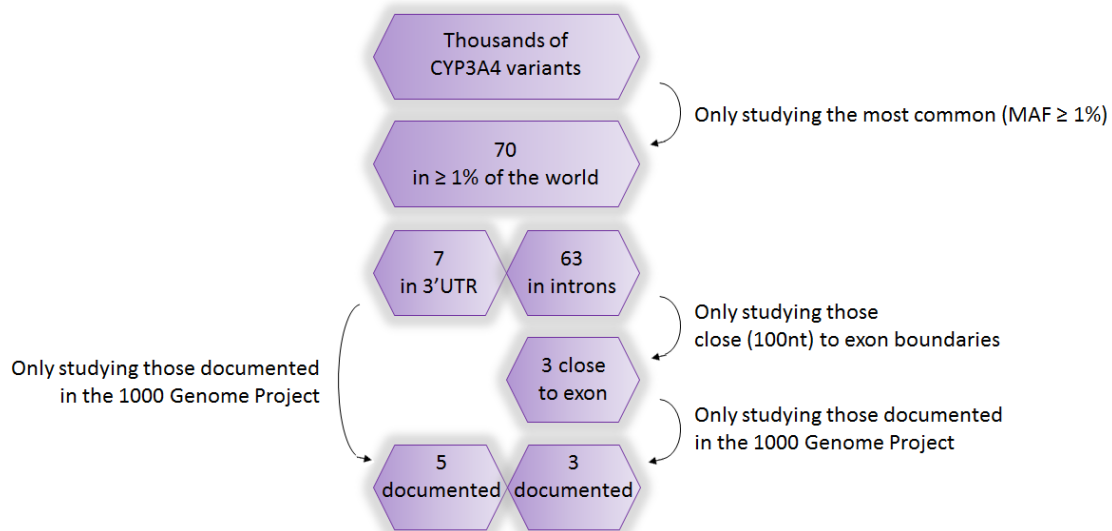 Thousands of
CYP3A4 variants
Only studying the most common (MAF ≥ 1%)
70
in ≥ 1% of the world
7
in 3’UTR
63
in introns
Only studying those
close (100nt) to exon boundaries
Only studying those documented
in the 1000 Genome Project
3 close
to exon
Only studying those documented
in the 1000 Genome Project
5
documented
3
documented